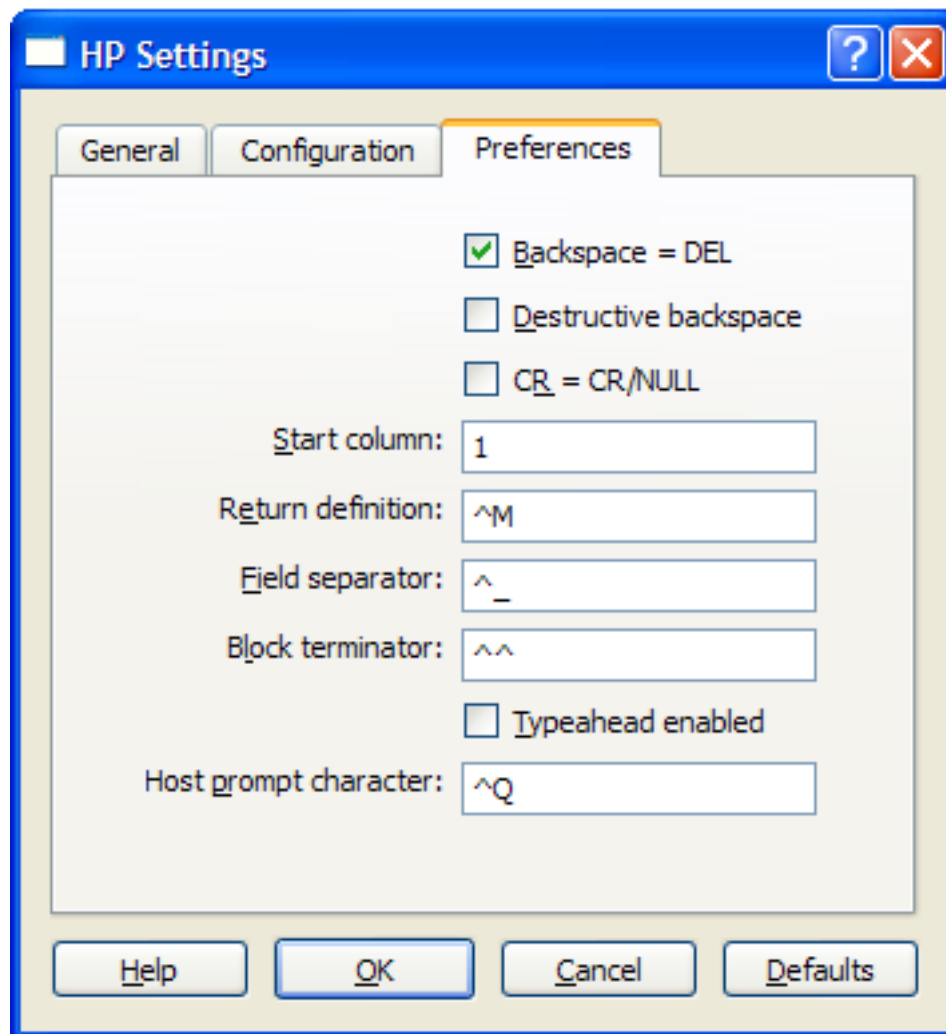 HP Settings
General Configuration Preferences
Backspace = DEL
Destructive backspace
CR = CR/NULL
Start column: 1
Return definition: ^M
Field separator: ^_
Block terminator: ^^
Typeahead enabled
Host prompt character: ^Q
Help OK Cancel Defaults